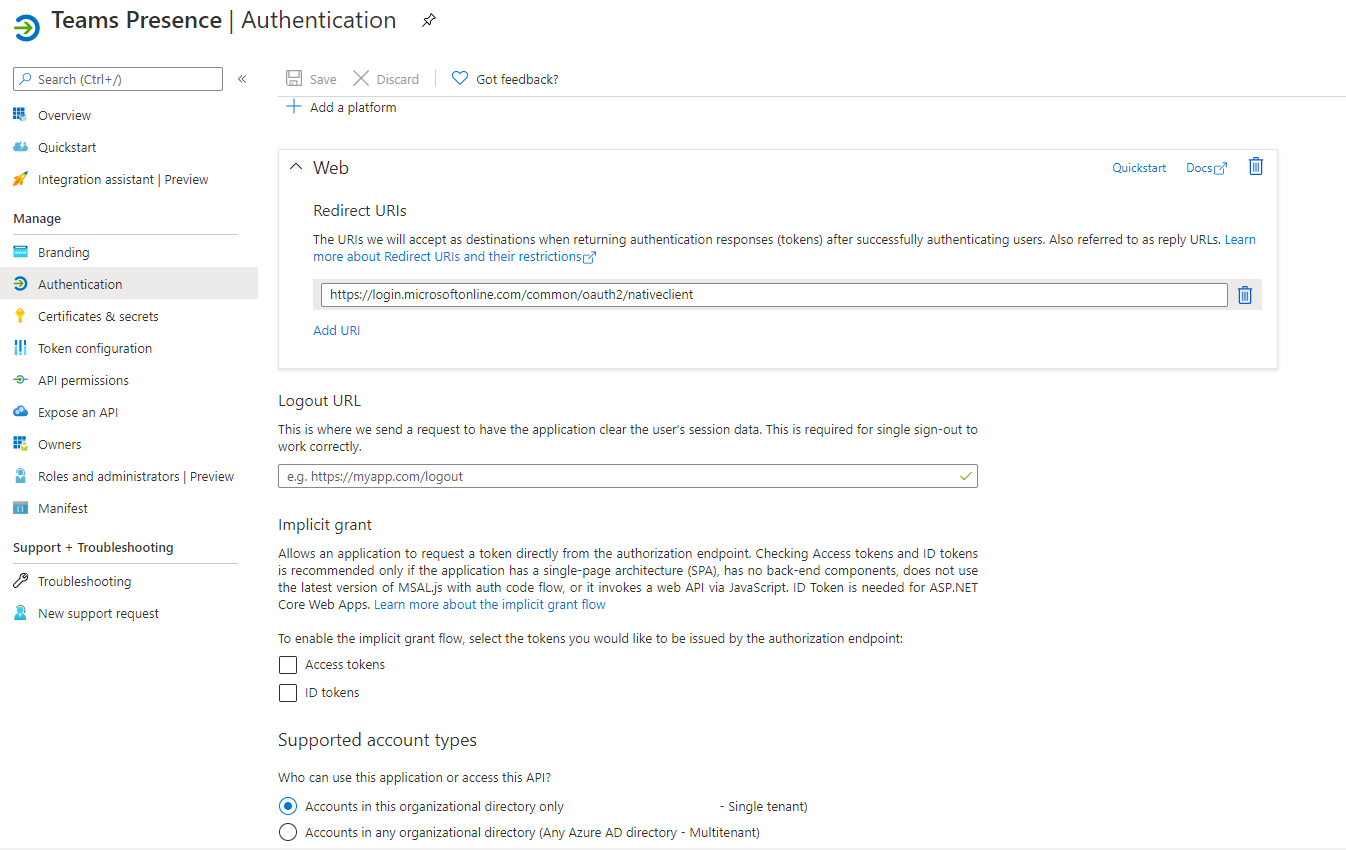 Teams Presence | Authentication
Search (Ctrl+/)
«
Overview
Quickstart
Integration assistant | Preview
Manage
Branding
Authentication
Certificates & secrets
Token configuration
API permissions
Expose an API
Owners
Roles and administrators | Preview
Manifest
Support + Troubleshooting
Troubleshooting
New support request
Save Discard Got feedback?
Add a platform
Web Quickstart Docs
Redirect URIs
The URIs we will accept as destinations when returning authentication responses (tokens) after successfully authenticating users. Also referred to as reply URLs. Learn
more about Redirect URIs and their restrictions
https://login.microsoftonline.com/common/oauth2/nativeclient
Add URI
Logout URL
This is where we send a request to have the application clear the user's session data. This is required for single sign-out to
work correctly.
e.g. https://myapp.com/logout
Implicit grant
Allows an application to request a token directly from the authorization endpoint. Checking Access tokens and ID tokens
is recommended only if the application has a single-page architecture (SPA), has no back-end components, does not use
the latest version of MSAL.js with auth code flow, or it invokes a web API via JavaScript. ID Token is needed for ASP.NET
Core Web Apps. Learn more about the implicit grant flow
To enable the implicit grant flow, select the tokens you would like to be issued by the authorization endpoint:
Access tokens
ID tokens
Supported account types
Who can use this application or access this API?
Accounts in this organizational directory only - Single tenant)
Accounts in any organizational directory (Any Azure AD directory - Multitenant)